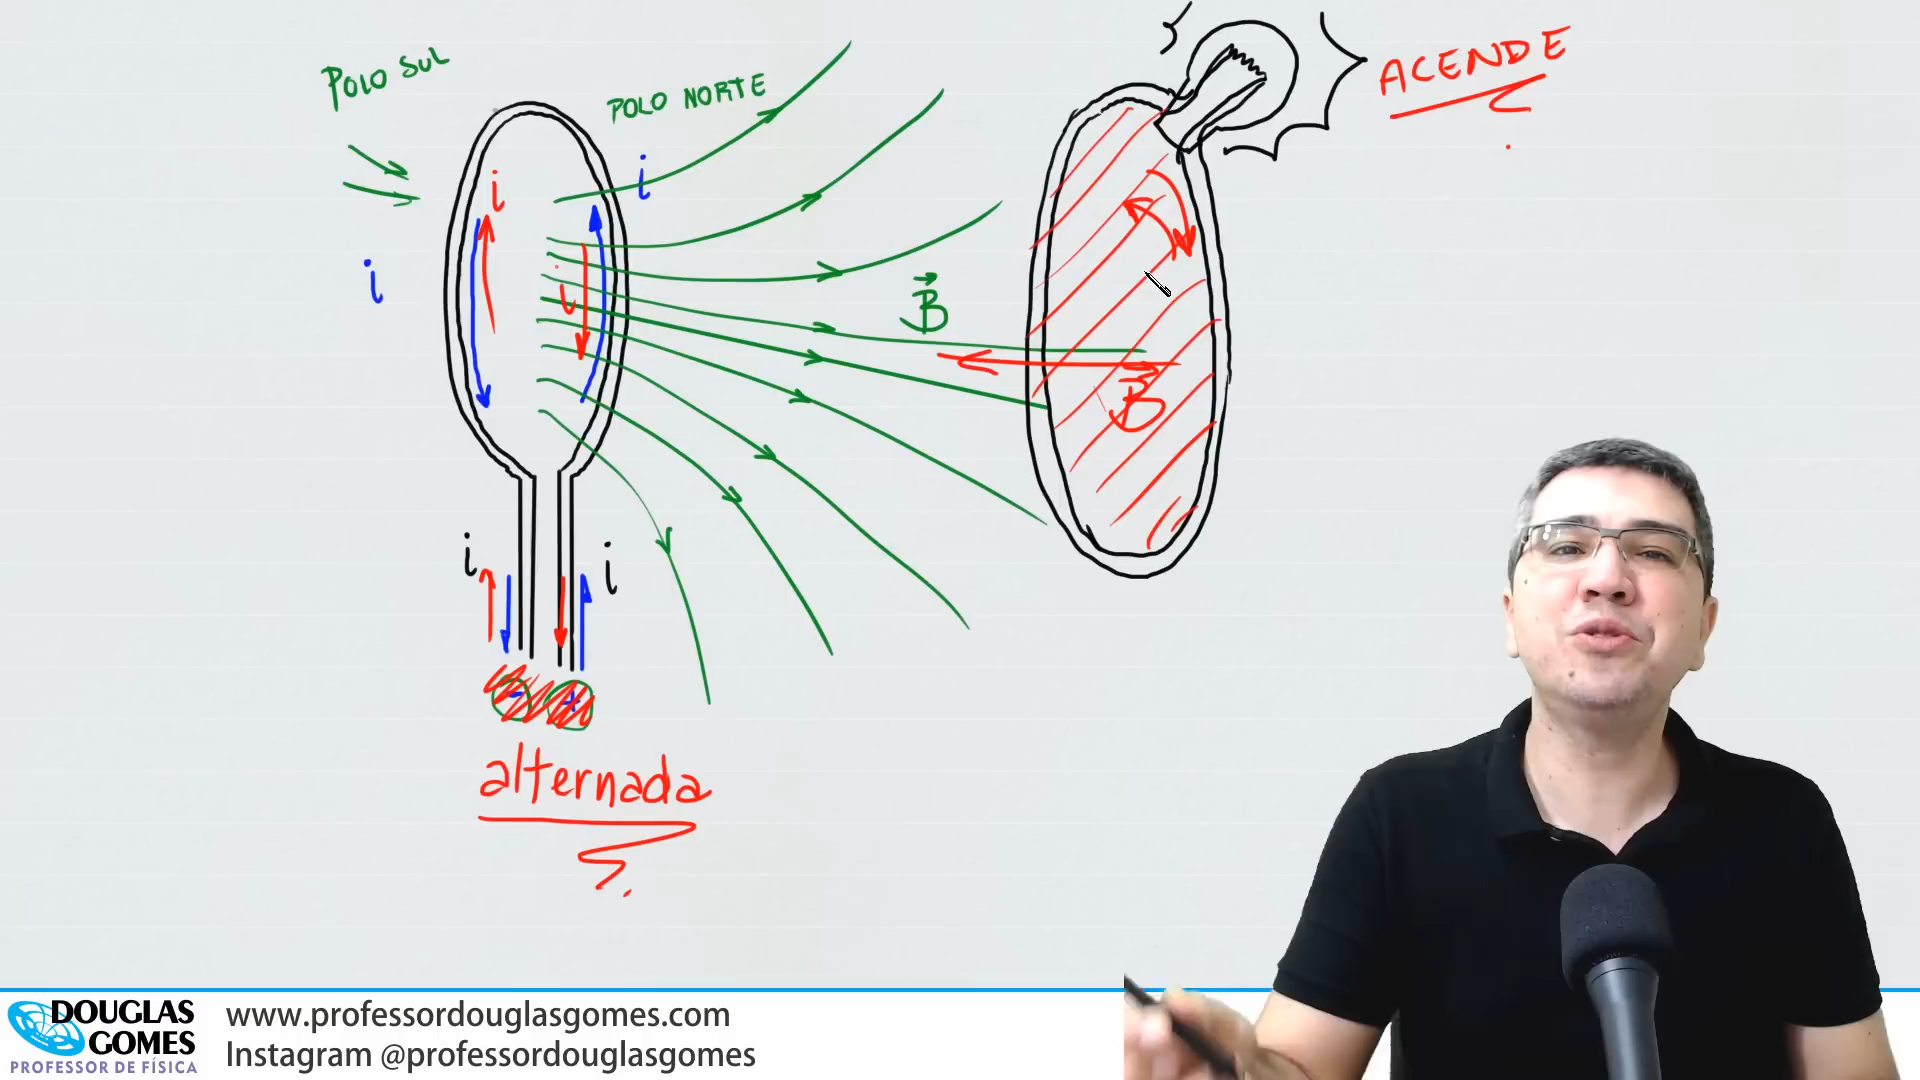 POLO SUL
POLO NORTE
ACENDE
i
i
i
i
B
B
i
i
- +
alternada
DOUGLAS
GOMES
PROFESSOR DE FÍSICA
www.professordouglasgomes.com
Instagram @professordouglasgomes